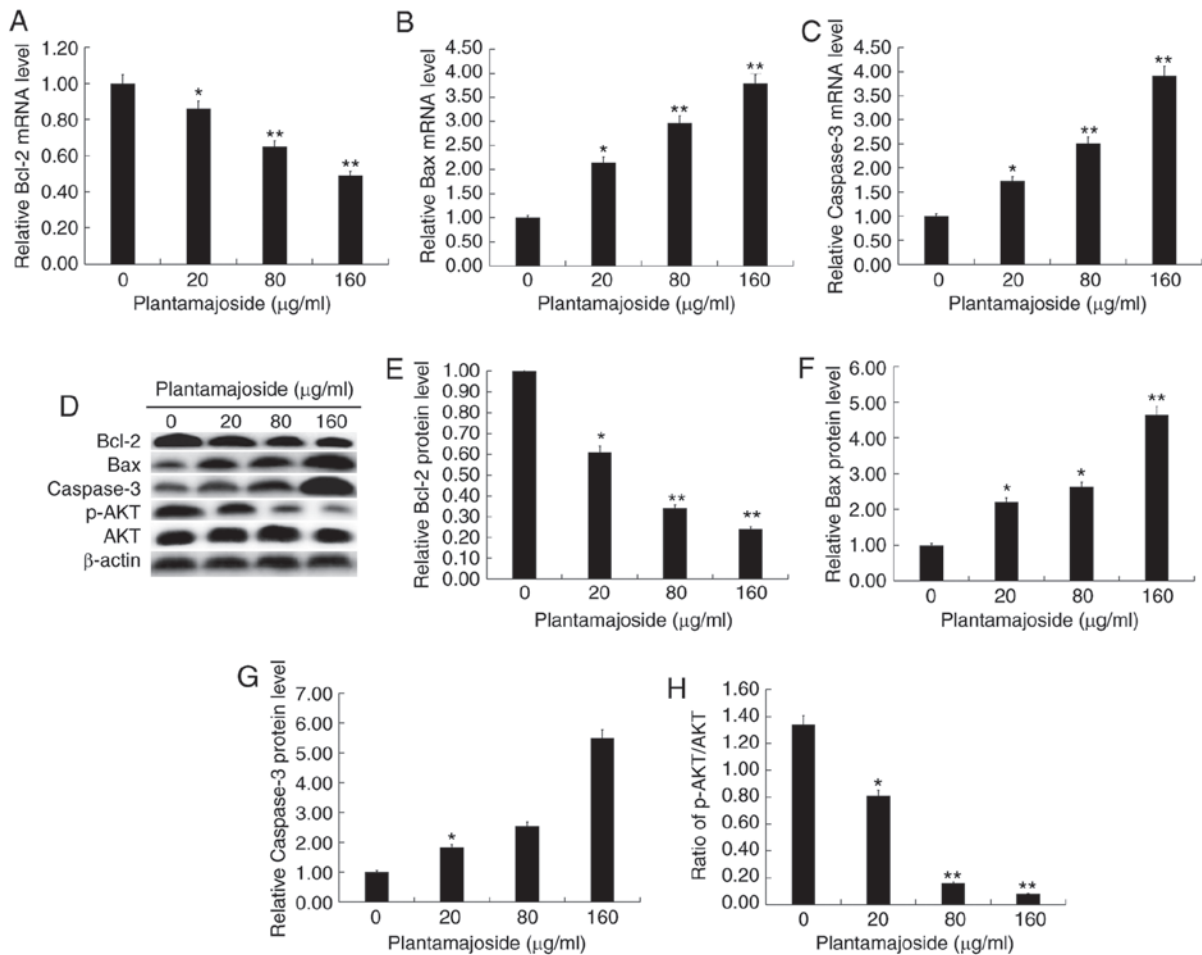 A
Relative Bcl-2 mRNA level
1.20
1.00
0.80
0.60
0.40
0.20
0.00
*
**
**
0 20 80 160
Plantamajoside (μg/ml)
B
Relative Bax mRNA level
4.50
4.00
3.50
3.00
2.50
2.00
1.50
1.00
0.50
0.00
*
**
**
0 20 80 160
Plantamajoside (μg/ml)
C
Relative Caspase-3 mRNA level
4.50
4.00
3.50
3.00
2.50
2.00
1.50
1.00
0.50
0.00
*
**
**
0 20 80 160
Plantamajoside (μg/ml)
D
Plantamajoside (μg/ml)
0 20 80 160
Bcl-2
Bax
Caspase-3
p-AKT
AKT
β-actin
E
Relative Bcl-2 protein level
1.00
0.90
0.80
0.70
0.60
0.50
0.40
0.30
0.20
0.10
0.00
*
**
**
0 20 80 160
Plantamajoside (μg/ml)
F
Relative Bax protein level
6.00
5.00
4.00
3.00
2.00
1.00
0.00
*
*
**
0 20 80 160
Plantamajoside (μg/ml)
G
Relative Caspase-3 protein level
7.00
6.00
5.00
4.00
3.00
2.00
1.00
0.00
*
0 20 80 160
Plantamajoside (μg/ml)
H
Ratio of p-AKT/AKT
1.60
1.40
1.20
1.00
0.80
0.60
0.40
0.20
0.00
*
**
**
0 20 80 160
Plantamajoside (μg/ml)